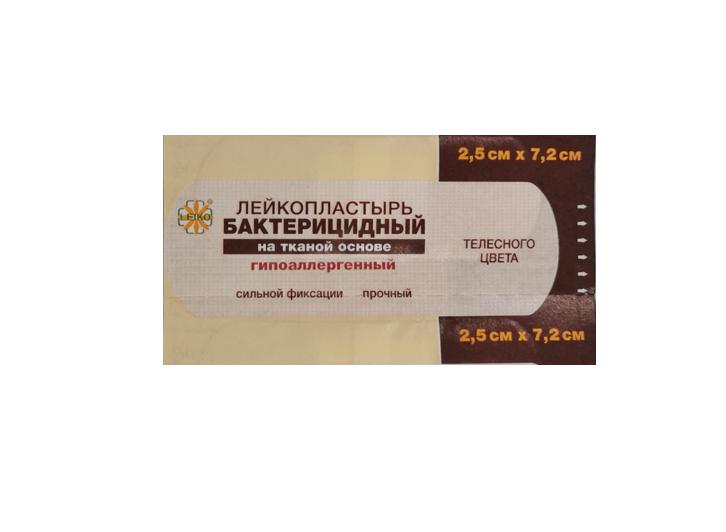 2,5 см x 7,2 см
LEIKO®
ЛЕЙКОПЛАСТЫРЬ
БАКТЕРИЦИДНЫЙ
на тканой основе
гипоаллергенный
сильной фиксации прочный
ТЕЛЕСНОГО
ЦВЕТА
2,5 см x 7,2 см